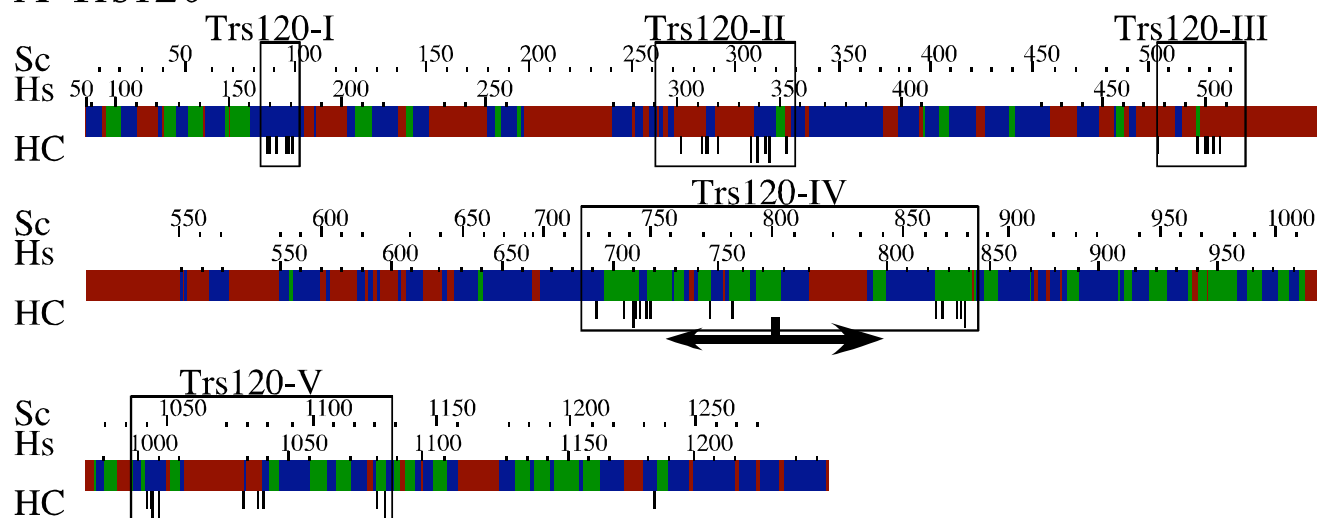 Trs120-I Trs120-II Trs120-III
Sc 50 100 150 200 250 300 350 400 450 500
Hs 50 100 150 200 250 300 350 400 450 500
HC
Trs120-IV
Sc 550 600 650 700 750 800 850 900 950 1000
Hs 550 600 650 700 750 800 850 900 950
HC
Trs120-V
Sc 1050 1100 1150 1200 1250
Hs 1000 1050 1100 1150 1200
HC